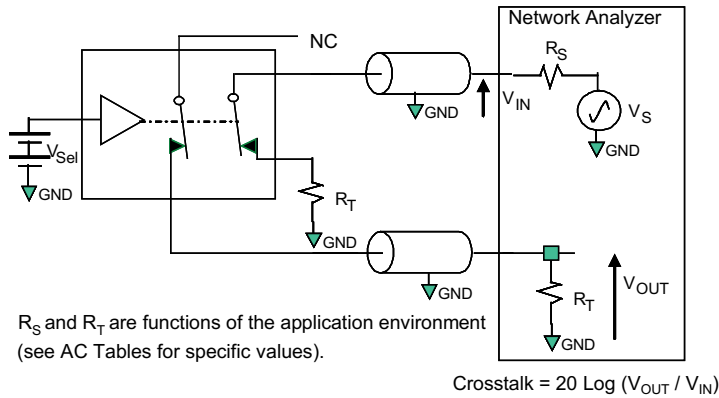 Network Analyzer
NC
R_S
GND
V_IN
V_S
GND
V_Sel
GND
R_T
GND
V_OUT
GND
R_T
GND
R_S and R_T are functions of the application environment
(see AC Tables for specific values).
Crosstalk = 20 Log (V_OUT / V_IN)